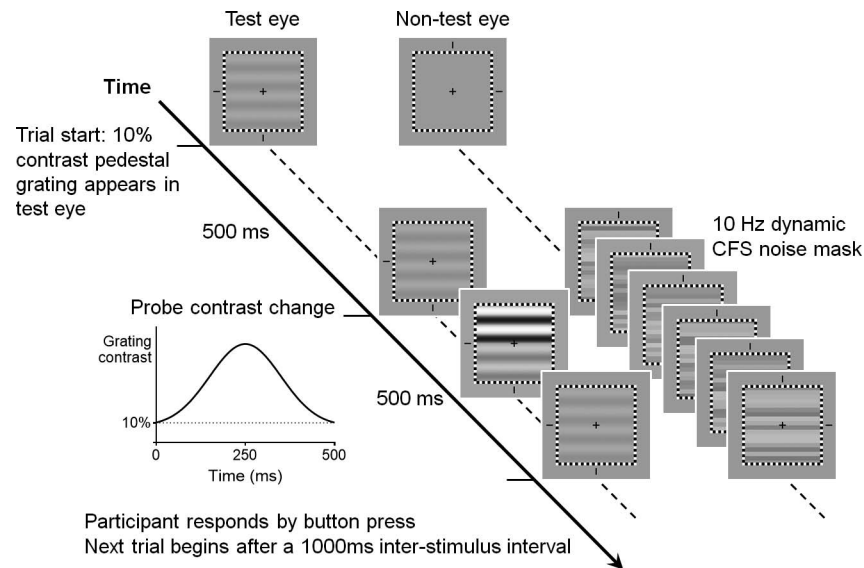 Test eye
Non-test eye
Time
Trial start: 10%
contrast pedestal
grating appears in
test eye
500 ms
10 Hz dynamic
CFS noise mask
Probe contrast change
Grating
contrast
10%
0
250
500
Time (ms)
500 ms
Participant responds by button press
Next trial begins after a 1000ms inter-stimulus interval